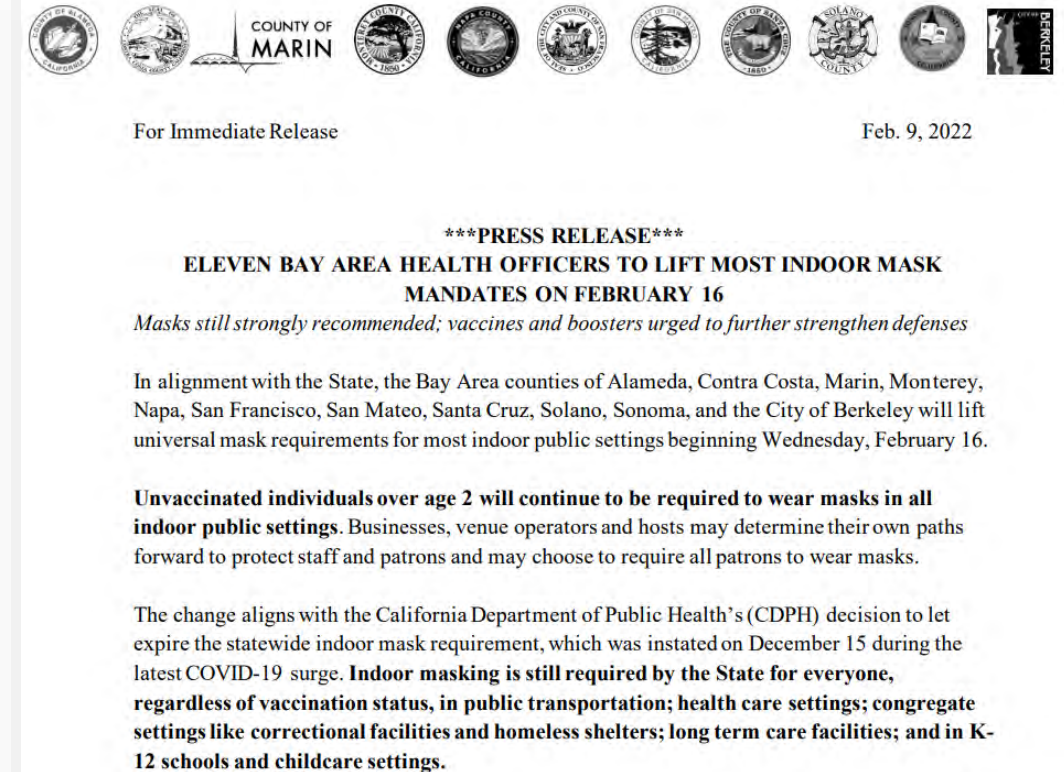 COUNTY OF
MARIN
SOLANO
COUNTY
CITY OF
BERKELEY
For Immediate Release Feb. 9, 2022
***PRESS RELEASE***
ELEVEN BAY AREA HEALTH OFFICERS TO LIFT MOST INDOOR MASK
MANDATES ON FEBRUARY 16
Masks still strongly recommended; vaccines and boosters urged to further strengthen defenses
In alignment with the State, the Bay Area counties of Alameda, Contra Costa, Marin, Monterey,
Napa, San Francisco, San Mateo, Santa Cruz, Solano, Sonoma, and the City of Berkeley will lift
universal mask requirements for most indoor public settings beginning Wednesday, February 16.
Unvaccinated individuals over age 2 will continue to be required to wear masks in all
indoor public settings. Businesses, venue operators and hosts may determine their own paths
forward to protect staff and patrons and may choose to require all patrons to wear masks.
The change aligns with the California Department of Public Health’s (CDPH) decision to let
expire the statewide indoor mask requirement, which was instated on December 15 during the
latest COVID-19 surge. Indoor masking is still required by the State for everyone,
regardless of vaccination status, in public transportation; health care settings; congregate
settings like correctional facilities and homeless shelters; long term care facilities; and in K-
12 schools and childcare settings.